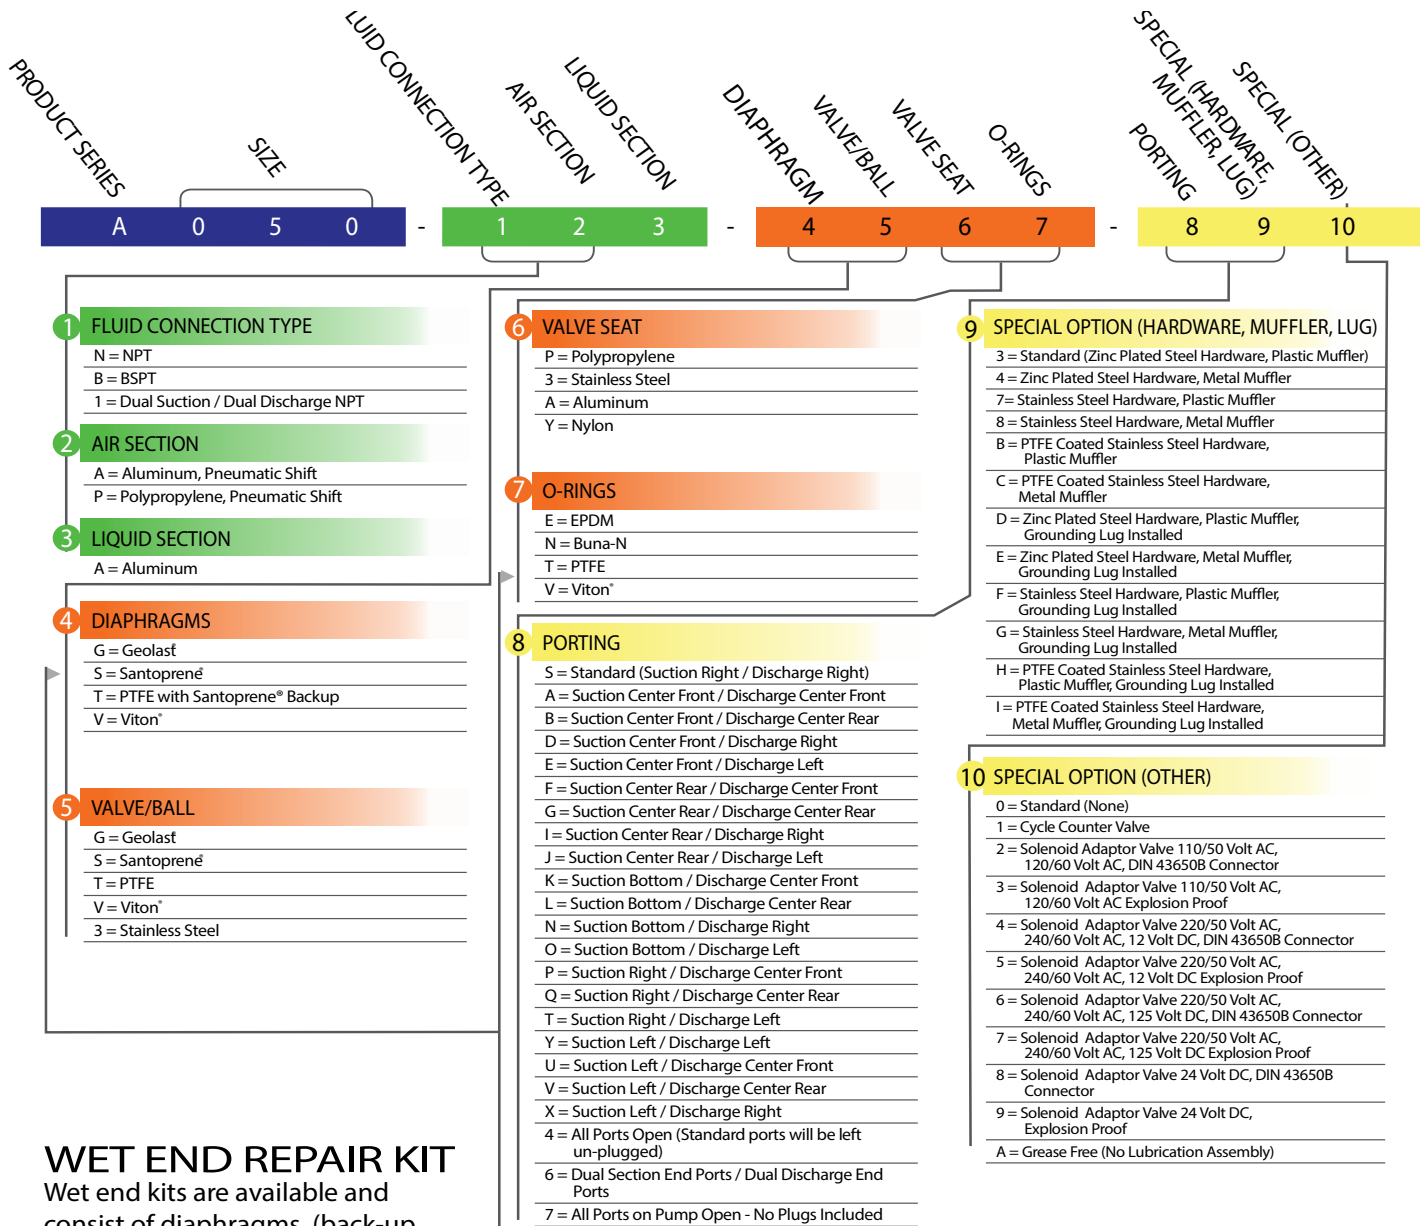 PRODUCT SERIES
SIZE
LUID CONNECTION TYPE
AIR SECTION
LIQUID SECTION
DIAPHRAGM
VALVE/BALL
VALVE SEAT
O-RINGS
PORTING
SPECIAL (HARDWARE,
MUFFLER, LUG)
SPECIAL (OTHER)
A 0 5 0 - 1 2 3 - 4 5 6 7 - 8 9 10
1 FLUID CONNECTION TYPE
N = NPT
B = BSPT
1 = Dual Suction / Dual Discharge NPT
2 AIR SECTION
A = Aluminum, Pneumatic Shift
P = Polypropylene, Pneumatic Shift
3 LIQUID SECTION
A = Aluminum
4 DIAPHRAGMS
G = Geolast®
S = Santoprene®
T = PTFE with Santoprene® Backup
V = Viton®
5 VALVE/BALL
G = Geolast®
S = Santoprene®
T = PTFE
V = Viton®
3 = Stainless Steel
WET END REPAIR KIT
Wet end kits are available and
consist of diaphragms, (back-up
6 VALVE SEAT
P = Polypropylene
3 = Stainless Steel
A = Aluminum
Y = Nylon
7 O-RINGS
E = EPDM
N = Buna-N
T = PTFE
V = Viton®
8 PORTING
S = Standard (Suction Right / Discharge Right)
A = Suction Center Front / Discharge Center Front
B = Suction Center Front / Discharge Center Rear
D = Suction Center Front / Discharge Right
E = Suction Center Front / Discharge Left
F = Suction Center Rear / Discharge Center Front
G = Suction Center Rear / Discharge Center Rear
I = Suction Center Rear / Discharge Right
J = Suction Center Rear / Discharge Left
K = Suction Bottom / Discharge Center Front
L = Suction Bottom / Discharge Center Rear
N = Suction Bottom / Discharge Right
O = Suction Bottom / Discharge Left
P = Suction Right / Discharge Center Front
Q = Suction Right / Discharge Center Rear
T = Suction Right / Discharge Left
Y = Suction Left / Discharge Left
U = Suction Left / Discharge Center Front
V = Suction Left / Discharge Center Rear
X = Suction Left / Discharge Right
4 = All Ports Open (Standard ports will be left
un-plugged)
6 = Dual Section End Ports / Dual Discharge End
Ports
7 = All Ports on Pump Open - No Plugs Included
9 SPECIAL OPTION (HARDWARE, MUFFLER, LUG)
3 = Standard (Zinc Plated Steel Hardware, Plastic Muffler)
4 = Zinc Plated Steel Hardware, Metal Muffler
7= Stainless Steel Hardware, Plastic Muffler
8 = Stainless Steel Hardware, Metal Muffler
B = PTFE Coated Stainless Steel Hardware,
Plastic Muffler
C = PTFE Coated Stainless Steel Hardware,
Metal Muffler
D = Zinc Plated Steel Hardware, Plastic Muffler,
Grounding Lug Installed
E = Zinc Plated Steel Hardware, Metal Muffler,
Grounding Lug Installed
F = Stainless Steel Hardware, Plastic Muffler,
Grounding Lug Installed
G = Stainless Steel Hardware, Metal Muffler,
Grounding Lug Installed
H = PTFE Coated Stainless Steel Hardware,
Plastic Muffler, Grounding Lug Installed
I = PTFE Coated Stainless Steel Hardware,
Metal Muffler, Grounding Lug Installed
10 SPECIAL OPTION (OTHER)
0 = Standard (None)
1 = Cycle Counter Valve
2 = Solenoid Adaptor Valve 110/50 Volt AC,
120/60 Volt AC, DIN 43650B Connector
3 = Solenoid Adaptor Valve 110/50 Volt AC,
120/60 Volt AC Explosion Proof
4 = Solenoid Adaptor Valve 220/50 Volt AC,
240/60 Volt AC, 12 Volt DC, DIN 43650B Connector
5 = Solenoid Adaptor Valve 220/50 Volt AC,
240/60 Volt AC, 12 Volt DC Explosion Proof
6 = Solenoid Adaptor Valve 220/50 Volt AC,
240/60 Volt AC, 125 Volt DC, DIN 43650B Connector
7 = Solenoid Adaptor Valve 220/50 Volt AC,
240/60 Volt AC, 125 Volt DC Explosion Proof
8 = Solenoid Adaptor Valve 24 Volt DC, DIN 43650B
Connector
9 = Solenoid Adaptor Valve 24 Volt DC,
Explosion Proof
A = Grease Free (No Lubrication Assembly)